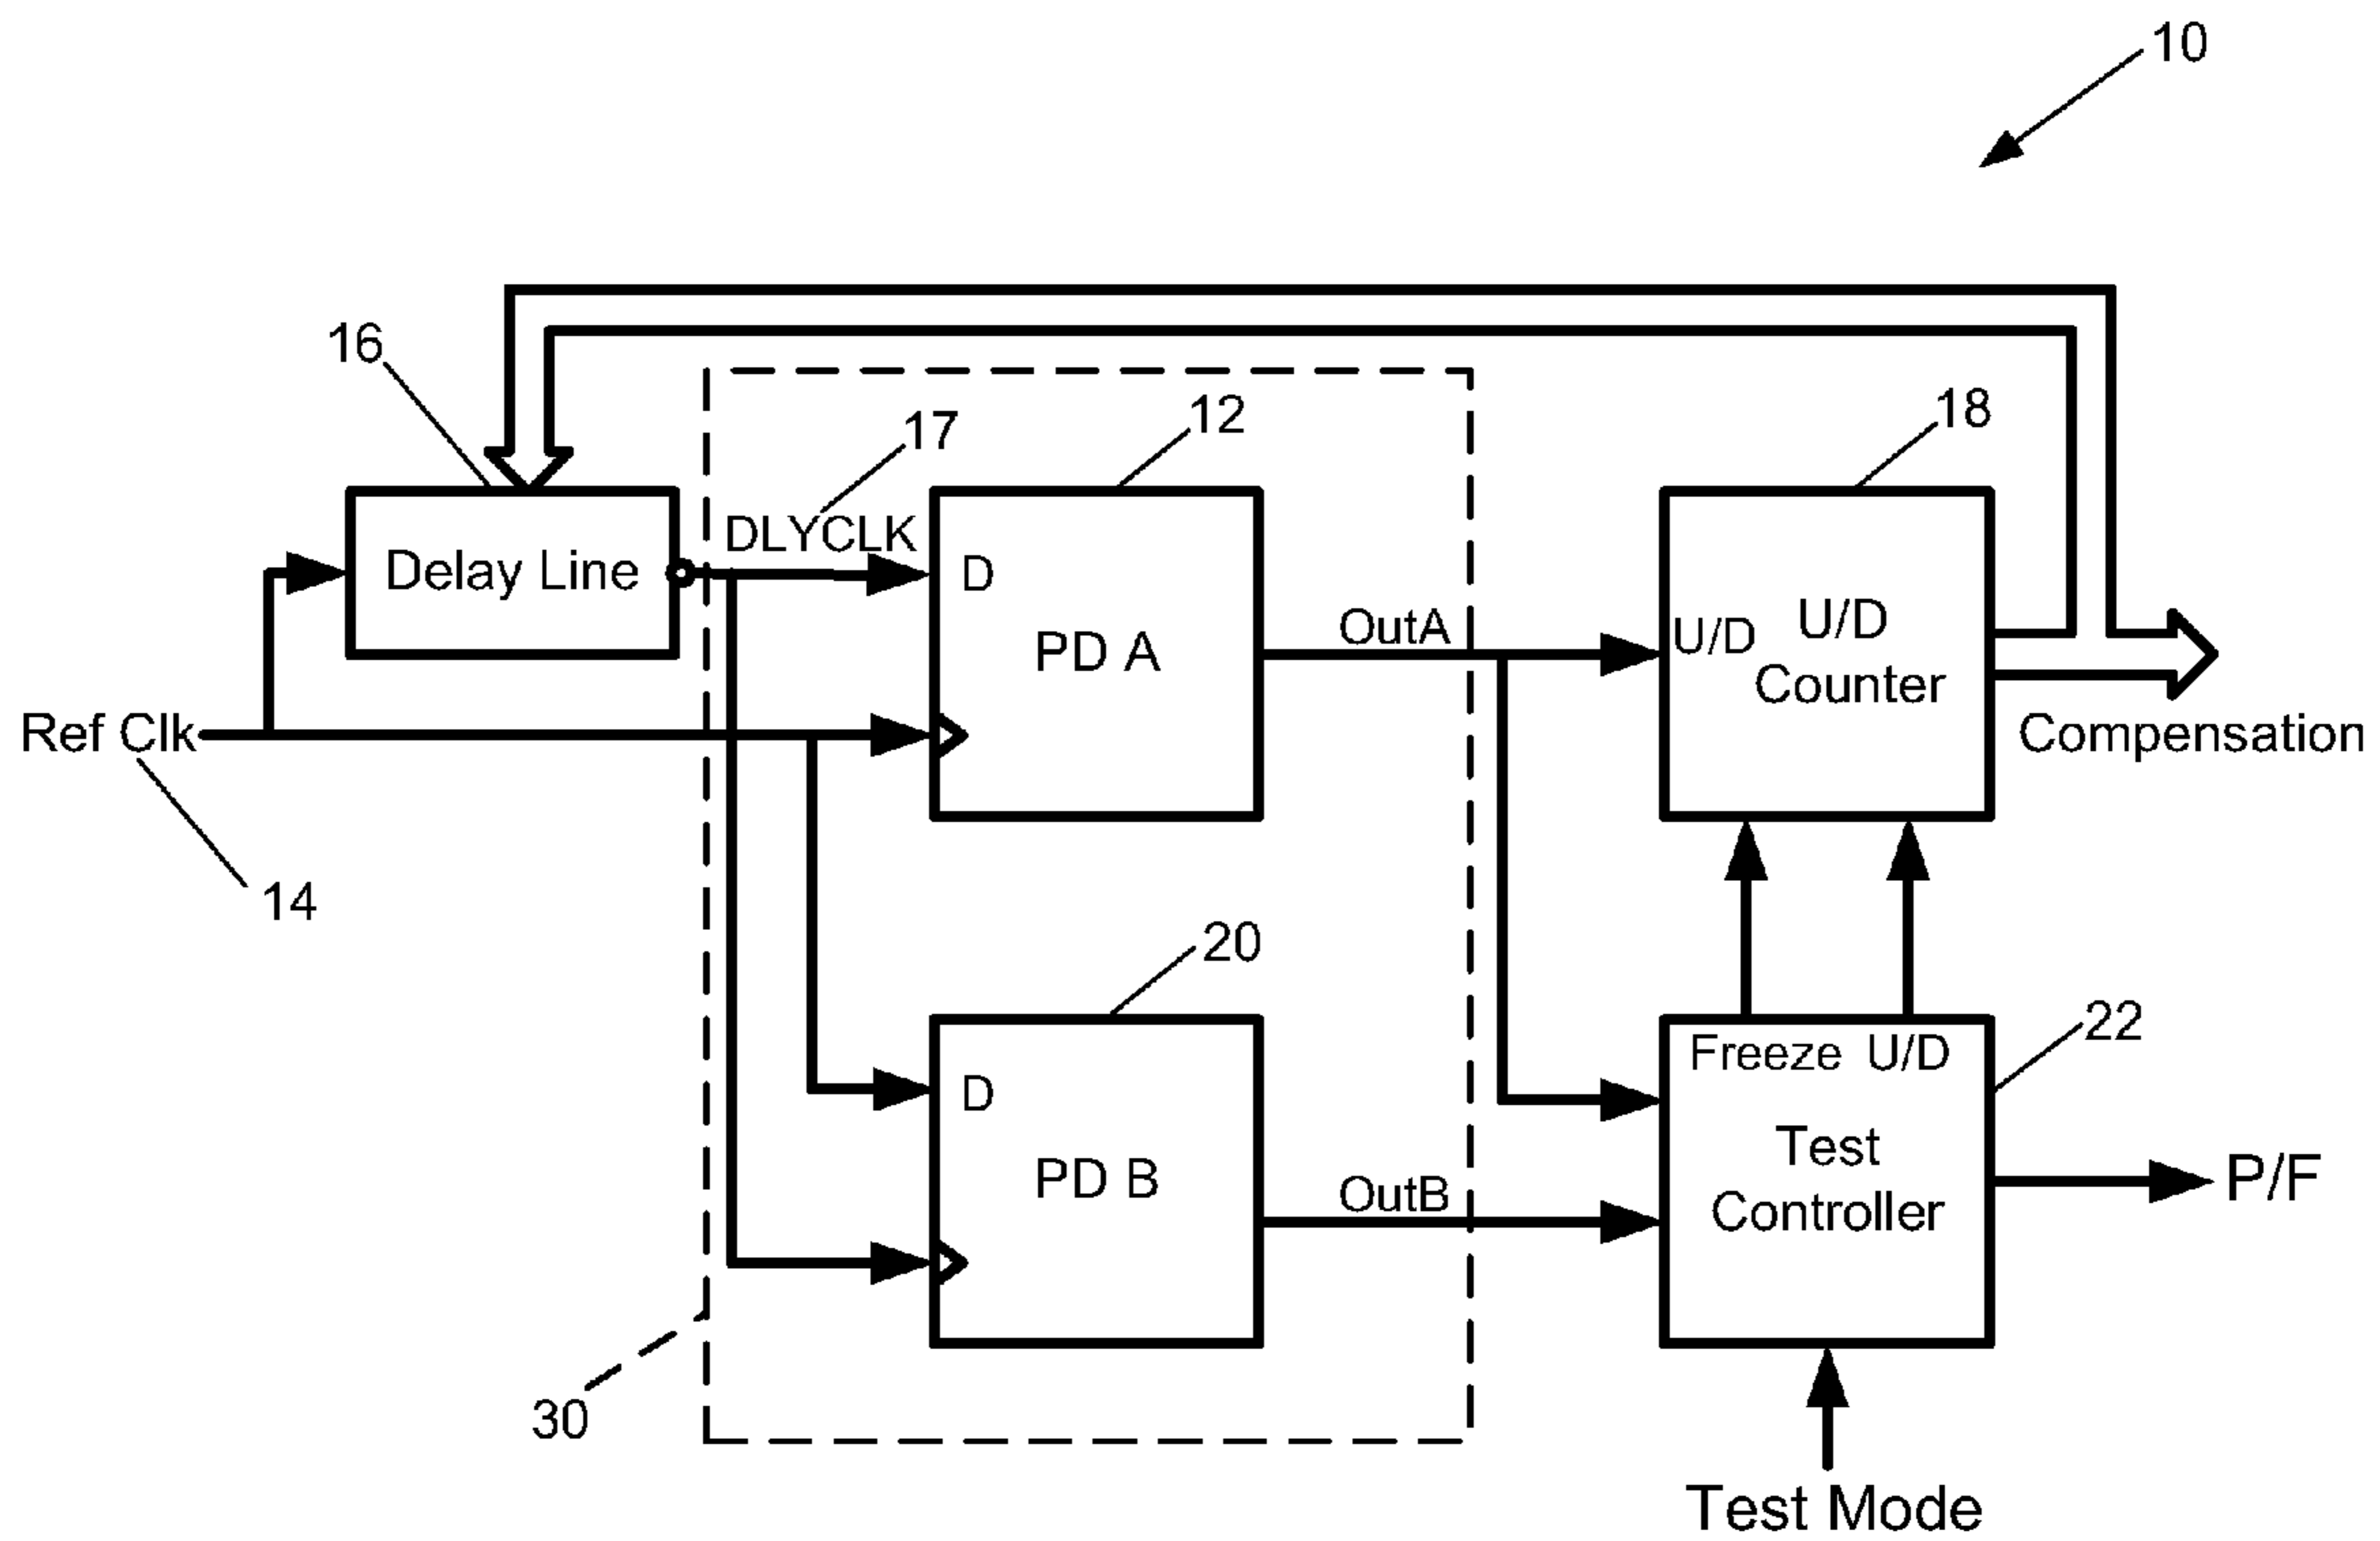 10
16
17
12
18
DLYCLK
Delay Line
D
PD A
OutA
U/D
U/D
Counter
Ref Clk
Compensation
14
20
22
Freeze U/D
D
PD B
OutB
Test
Controller
P/F
30
Test Mode